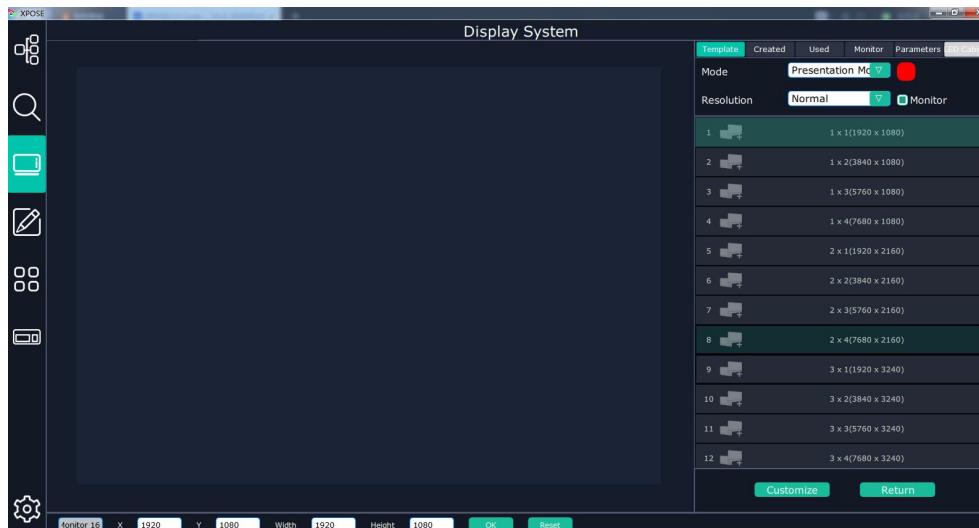 XPOSE
Display System
Template Created Used Monitor Parameters LED Cabi
Mode Presentation Mo
Resolution Normal Monitor
1 1 x 1(1920 x 1080)
2 1 x 2(3840 x 1080)
3 1 x 3(5760 x 1080)
4 1 x 4(7680 x 1080)
5 2 x 1(1920 x 2160)
6 2 x 2(3840 x 2160)
7 2 x 3(5760 x 2160)
8 2 x 4(7680 x 2160)
9 3 x 1(1920 x 3240)
10 3 x 2(3840 x 3240)
11 3 x 3(5760 x 3240)
12 3 x 4(7680 x 3240)
Customize Return
Monitor 16 X 1920 Y 1080 Width 1920 Height 1080 OK Reset